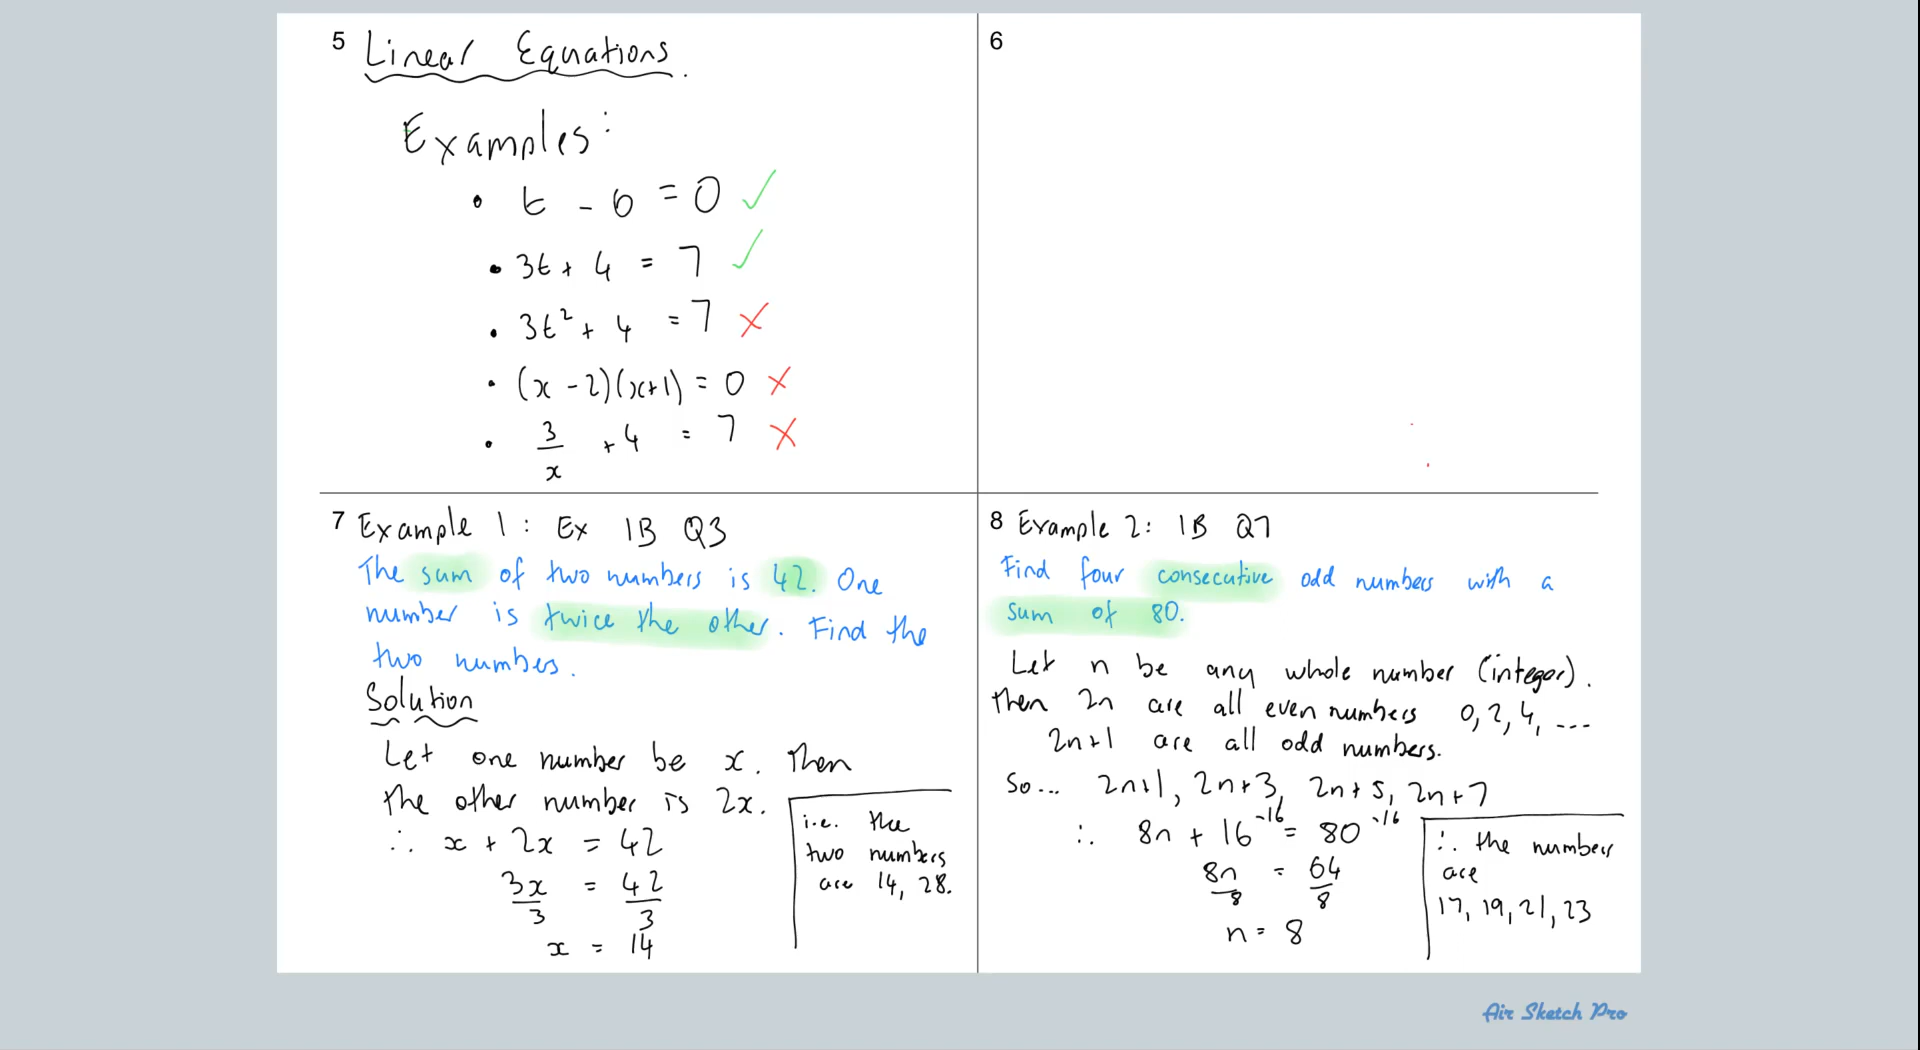 5 Linear Equations.
Examples:
• t - 6 = 0 ✓
• 3t + 4 = 7 ✓
• 3t² + 4 = 7 ✗
• (x - 2)(x+1) = 0 ✗
• 3/x + 4 = 7 ✗
6
7 Example 1: Ex 1B Q3
The sum of two numbers is 42. One
number is twice the other. Find the
two numbers.
Solution
Let one number be x. Then
the other number is 2x.
∴ x + 2x = 42
3x/3 = 42/3
x = 14
i.e. the
two numbers
are 14, 28.
8 Example 2: 1B Q7
Find four consecutive odd numbers with a
sum of 80.
Let n be any whole number (integer).
then 2n are all even numbers 0, 2, 4, ...
2n+1 are all odd numbers.
So... 2n+1, 2n+3, 2n+5, 2n+7
∴ 8n + 16 -16 = 80 -16
8n/8 = 64/8
n = 8
∴ the numbers
are
17, 19, 21, 23
Air Sketch Pro